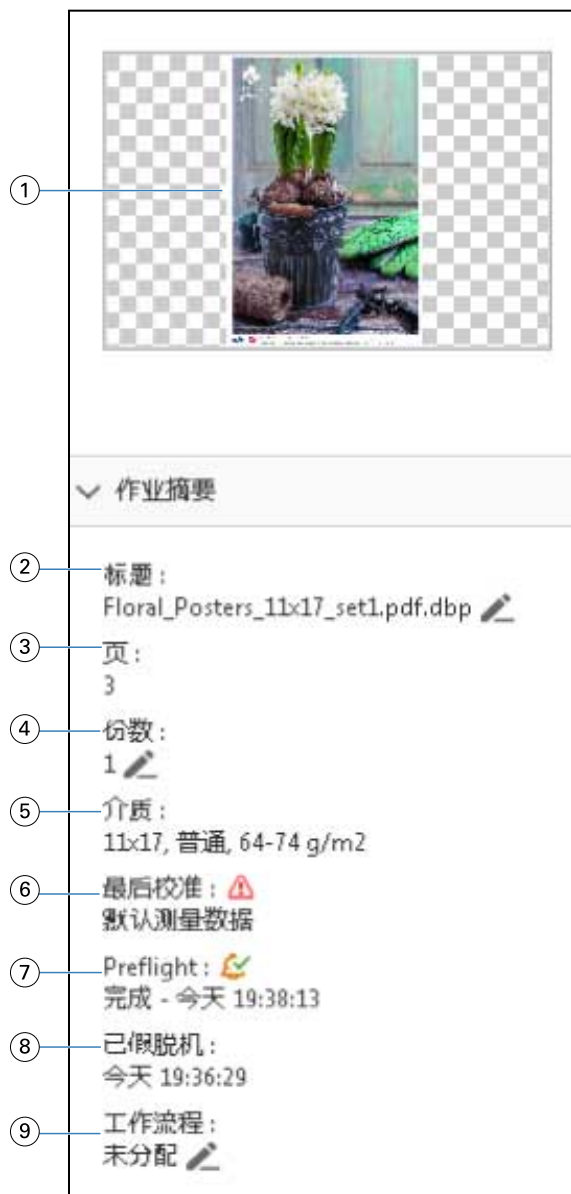 1
作业摘要
2
标题：
Floral_Posters_11x17_set1.pdf.dbp
3
页：
3
4
份数：
1
5
介质：
11x17, 普通, 64-74 g/m2
6
最后校准：
默认测量数据
7
Preflight：
完成 - 今天 19:38:13
8
已假脱机：
今天 19:36:29
9
工作流程：
未分配